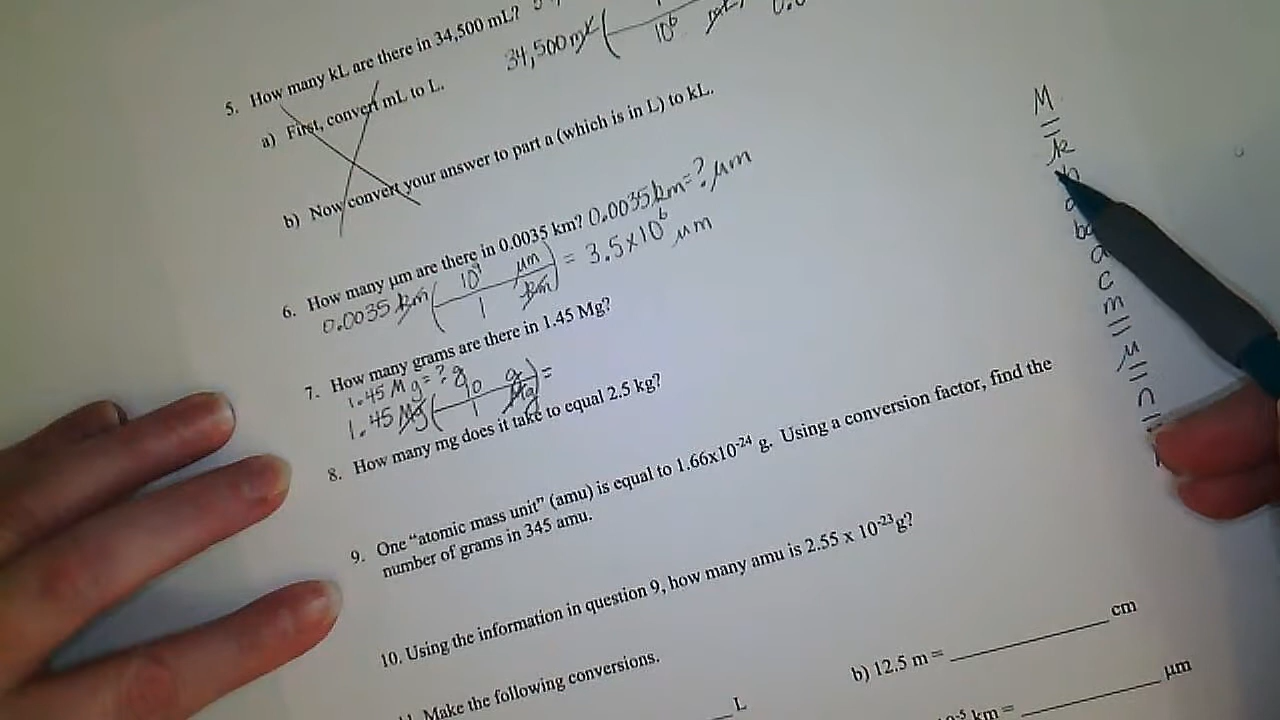 5. How many kL are there in 34,500 mL?
34,500 mL ( 10⁶ mL
a) First, convert mL to L.
b) Now convert your answer to part a (which is in L) to kL.
6. How many µm are there in 0.0035 km? 0.0035 km = ? µm
0.0035 km ( 10⁹ µm / 1 km ) = 3.5x10⁶ µm
7. How many grams are there in 1.45 Mg?
1.45 Mg = ? g
1.45 Mg ( 10 g / 1 Mg ) =
8. How many mg does it take to equal 2.5 kg?
9. One “atomic mass unit” (amu) is equal to 1.66x10⁻²⁴ g. Using a conversion factor, find the
number of grams in 345 amu.
10. Using the information in question 9, how many amu is 2.55 x 10⁻²³g?
Make the following conversions.
L
b) 12.5 m = cm
km = µm
M
k
h
d
c
m
µ
n